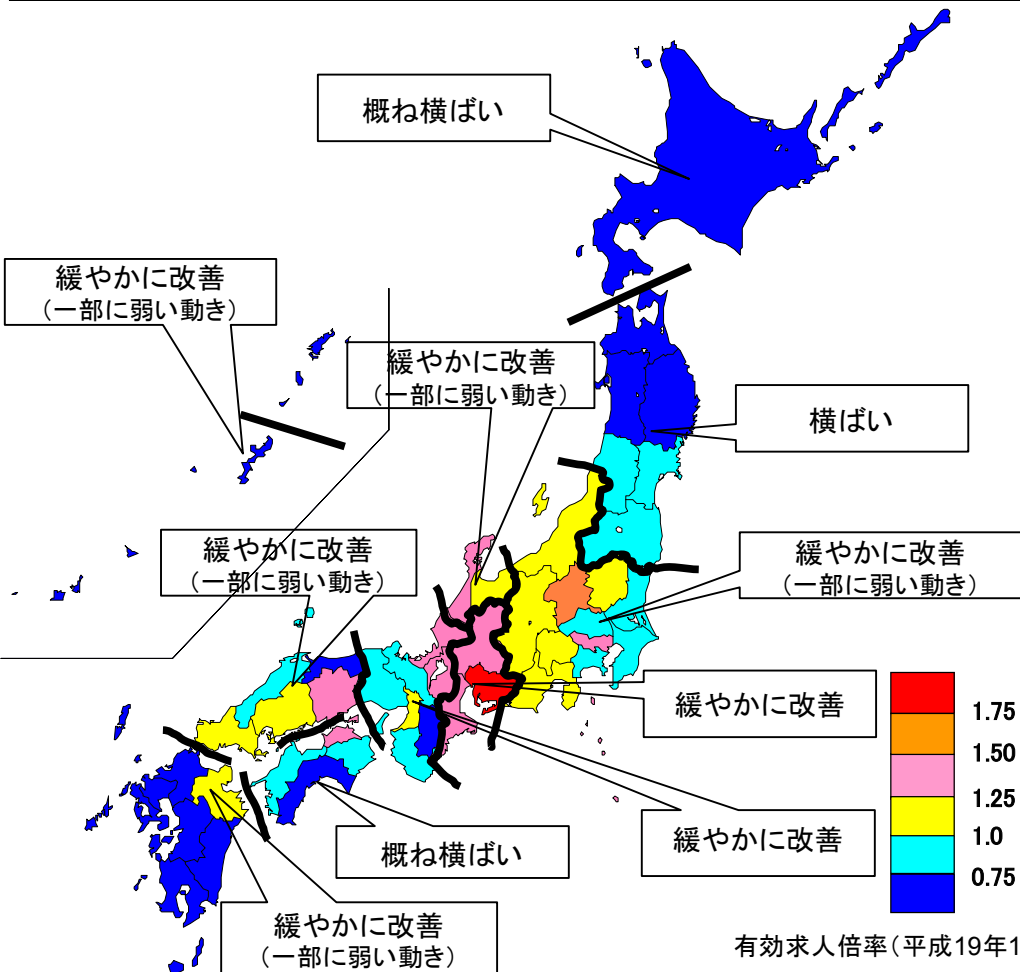 概ね横ばい
緩やかに改善
（一部に弱い動き）
緩やかに改善
（一部に弱い動き）
横ばい
緩やかに改善
（一部に弱い動き）
緩やかに改善
（一部に弱い動き）
緩やかに改善
緩やかに改善
概ね横ばい
緩やかに改善
（一部に弱い動き）
1.75
1.50
1.25
1.0
0.75
有効求人倍率（平成19年1